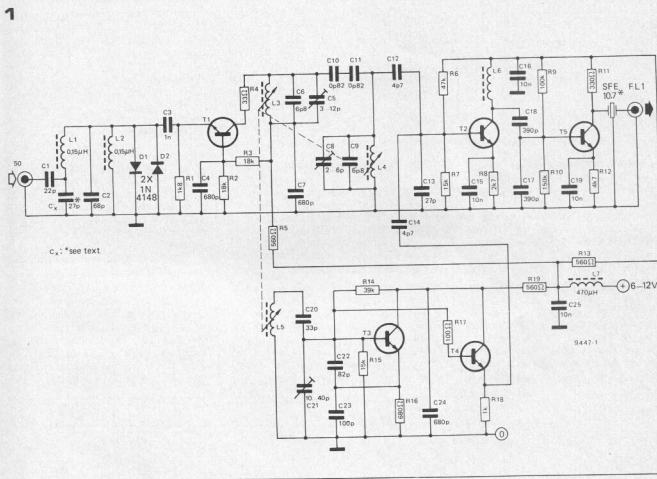 1
C10
0p82
C11
0p82
C12
4p7
R4
33Ω
L3
C6
6p8
C5
3 ...12p
R6
47k
L6
C16
10n
R9
100k
R11
330Ω
SFE
10.7 *
FL1
C18
390p
C3
1n
T1
L1
0,15µH
L2
0,15µH
D1
D2
2X
1N
4148
50
C1
22p
Cx*
27p
C2
68p
R1
1k8
C4
680p
R2
18k
R3
18k
C8
2 ... 6p
C9
6p8
L4
C7
680p
C13
27p
R7
15k
T2
C15
10n
R8
2k7
C17
390p
R10
150k
T5
C19
10n
R12
4k7
C14
4p7
Cx : *see text
R5
560Ω
R13
560Ω
R19
560Ω
L7
470µH
6–12V
C25
10n
9447-1
R14
39k
L5
C20
33p
C22
82p
10...40p
C21
C23
100p
R15
15k
T3
R16
680Ω
C24
680p
R17
100Ω
T4
R18
1k
0